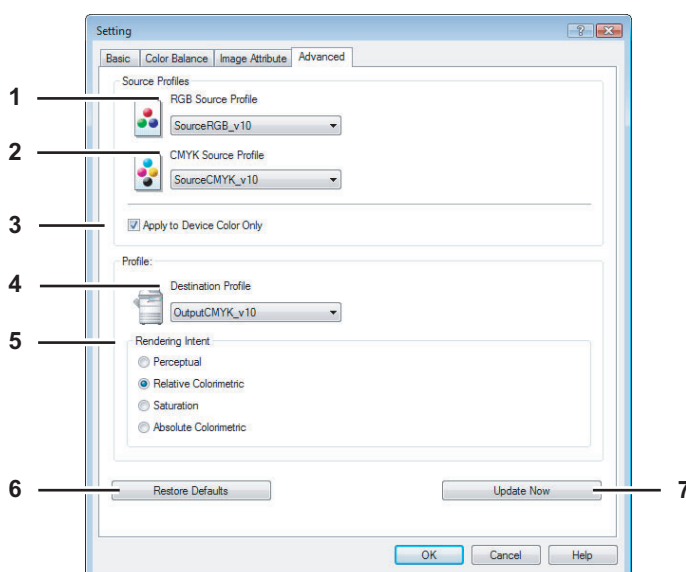 Setting
Basic Color Balance Image Attribute Advanced
Source Profiles
1 RGB Source Profile
SourceRGB_v10
2 CMYK Source Profile
SourceCMYK_v10
3 Apply to Device Color Only
Profile:
4 Destination Profile
OutputCMYK_v10
5 Rendering Intent
Perceptual
Relative Colorimetric
Saturation
Absolute Colorimetric
6 Restore Defaults Update Now 7
OK Cancel Help